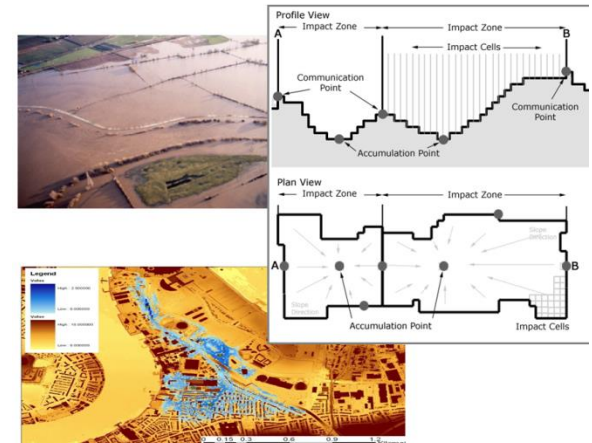 Profile View
A Impact Zone Impact Zone B
Impact Cells
Communication
Point
Communication
Point
Accumulation Point
Plan View
Impact Zone Impact Zone
Slope
Direction
A B
Slope
Direction
Accumulation Point
Impact Cells
Legend
Value
Value
0 0.15 0.3 0.6 0.9 1.2